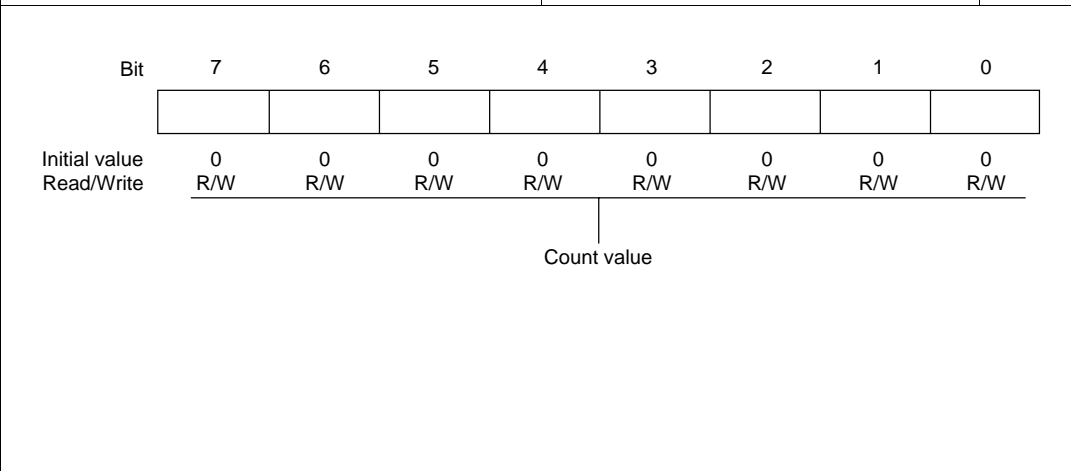 Bit 7 6 5 4 3 2 1 0
Initial value 0 0 0 0 0 0 0 0
Read/Write R/W R/W R/W R/W R/W R/W R/W R/W
Count value